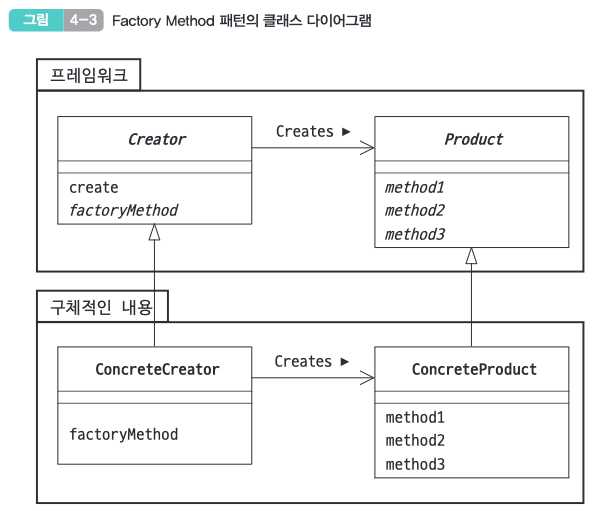 그림 4-3 Factory Method 패턴의 클래스 다이어그램
프레임워크
Creator
Creates ►
Product
create
factoryMethod
method1
method2
method3
구체적인 내용
ConcreteCreator
Creates ►
ConcreteProduct
factoryMethod
method1
method2
method3